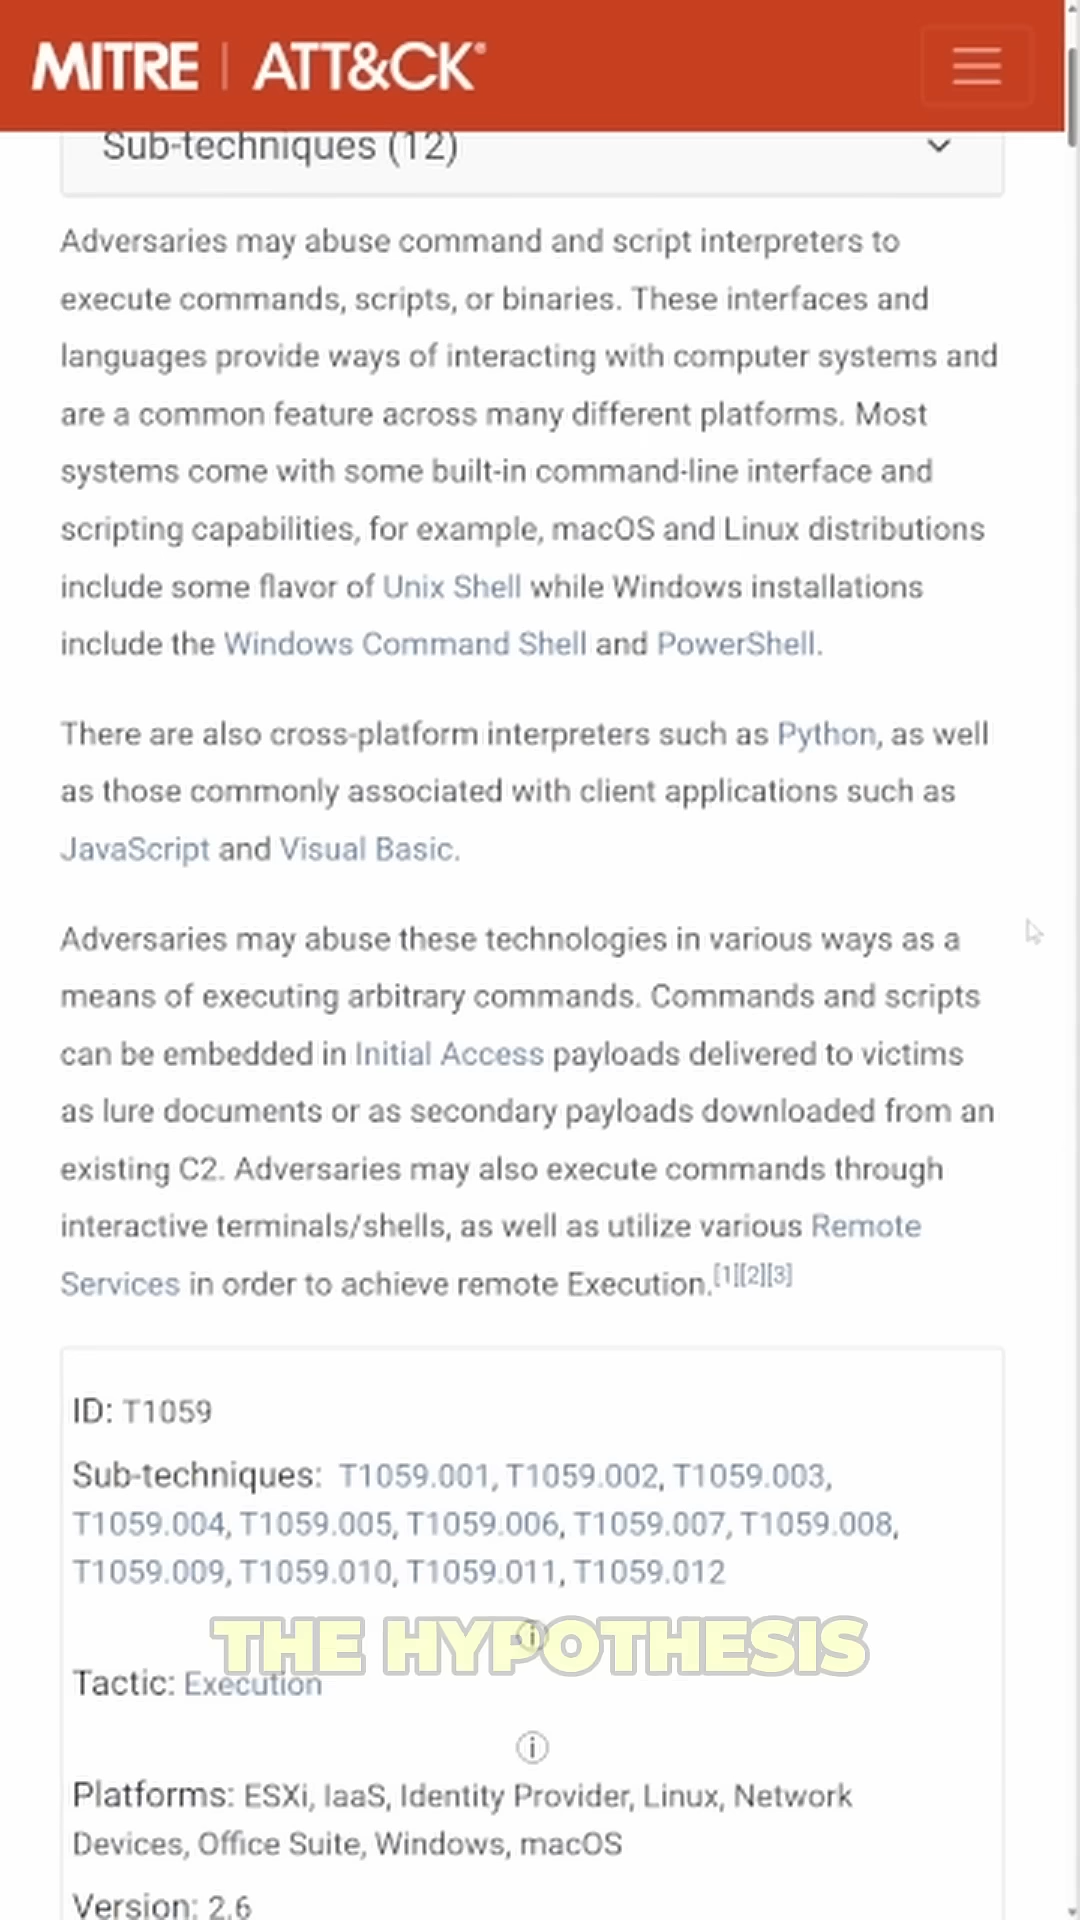 MITRE | ATT&CK®
Sub-techniques (12)
Adversaries may abuse command and script interpreters to
execute commands, scripts, or binaries. These interfaces and
languages provide ways of interacting with computer systems and
are a common feature across many different platforms. Most
systems come with some built-in command-line interface and
scripting capabilities, for example, macOS and Linux distributions
include some flavor of Unix Shell while Windows installations
include the Windows Command Shell and PowerShell.
There are also cross-platform interpreters such as Python, as well
as those commonly associated with client applications such as
JavaScript and Visual Basic.
Adversaries may abuse these technologies in various ways as a
means of executing arbitrary commands. Commands and scripts
can be embedded in Initial Access payloads delivered to victims
as lure documents or as secondary payloads downloaded from an
existing C2. Adversaries may also execute commands through
interactive terminals/shells, as well as utilize various Remote
Services in order to achieve remote Execution.[1][2][3]
ID: T1059
Sub-techniques: T1059.001, T1059.002, T1059.003,
T1059.004, T1059.005, T1059.006, T1059.007, T1059.008,
T1059.009, T1059.010, T1059.011, T1059.012
THE HYPOTHESIS
Tactic: Execution
Platforms: ESXi, IaaS, Identity Provider, Linux, Network
Devices, Office Suite, Windows, macOS
Version: 2.6